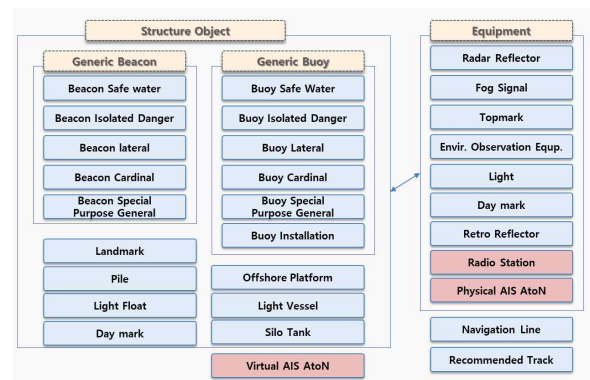 Structure Object
Generic Beacon
Beacon Safe water
Beacon Isolated Danger
Beacon lateral
Beacon Cardinal
Beacon Special
Purpose General
Generic Buoy
Buoy Safe Water
Buoy Isolated Danger
Buoy Lateral
Buoy Cardinal
Buoy Special
Purpose General
Buoy Installation
Landmark
Pile
Light Float
Day mark
Offshore Platform
Light Vessel
Silo Tank
Virtual AIS AtoN
Equipment
Radar Reflector
Fog Signal
Topmark
Envir. Observation Equp.
Light
Day mark
Retro Reflector
Radio Station
Physical AIS AtoN
Navigation Line
Recommended Track